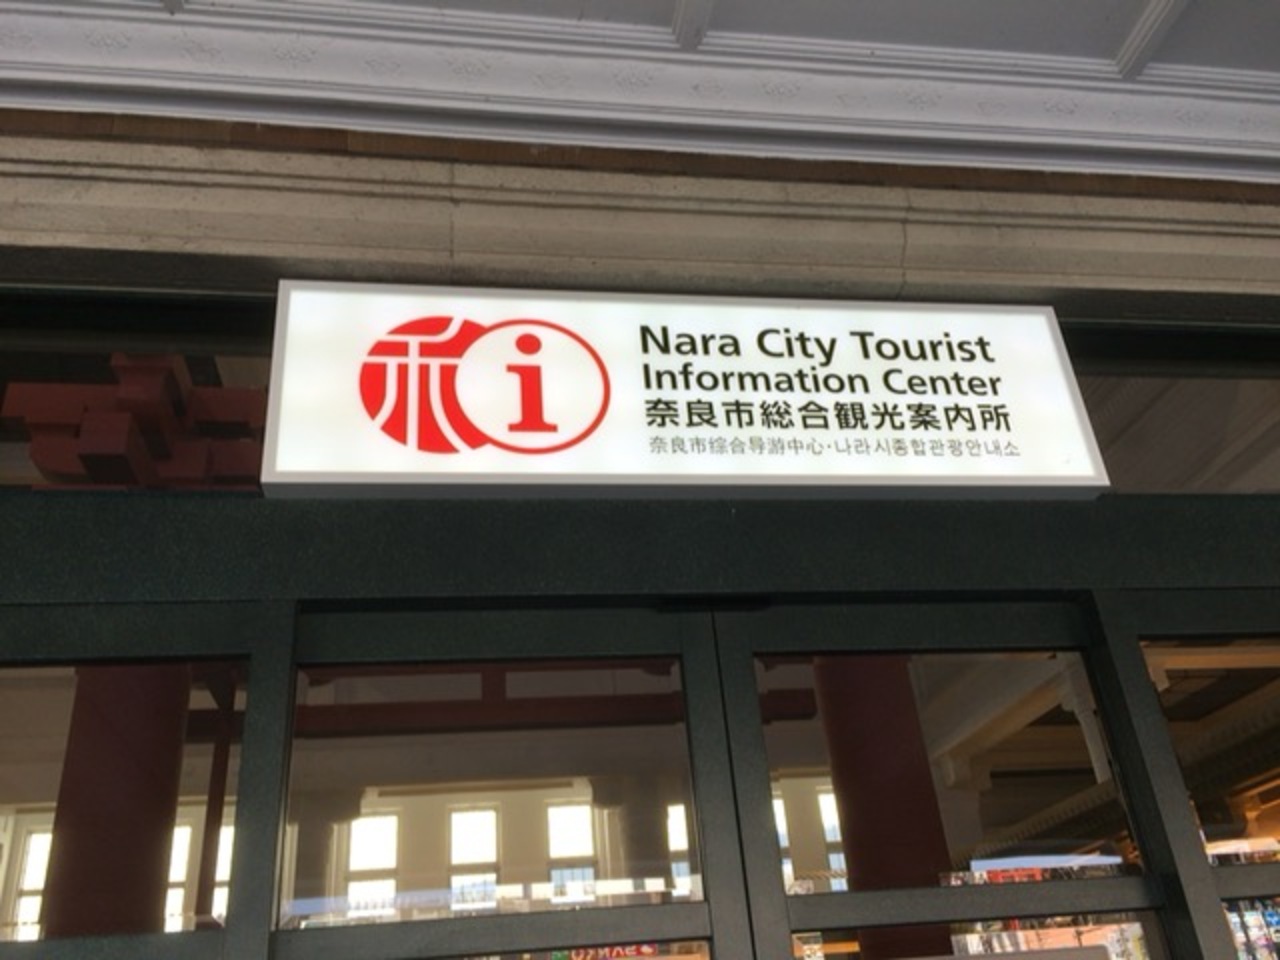 Nara City Tourist
Information Center
奈良市総合観光案内所
奈良市综合导游中心·나라시종합관광안내소